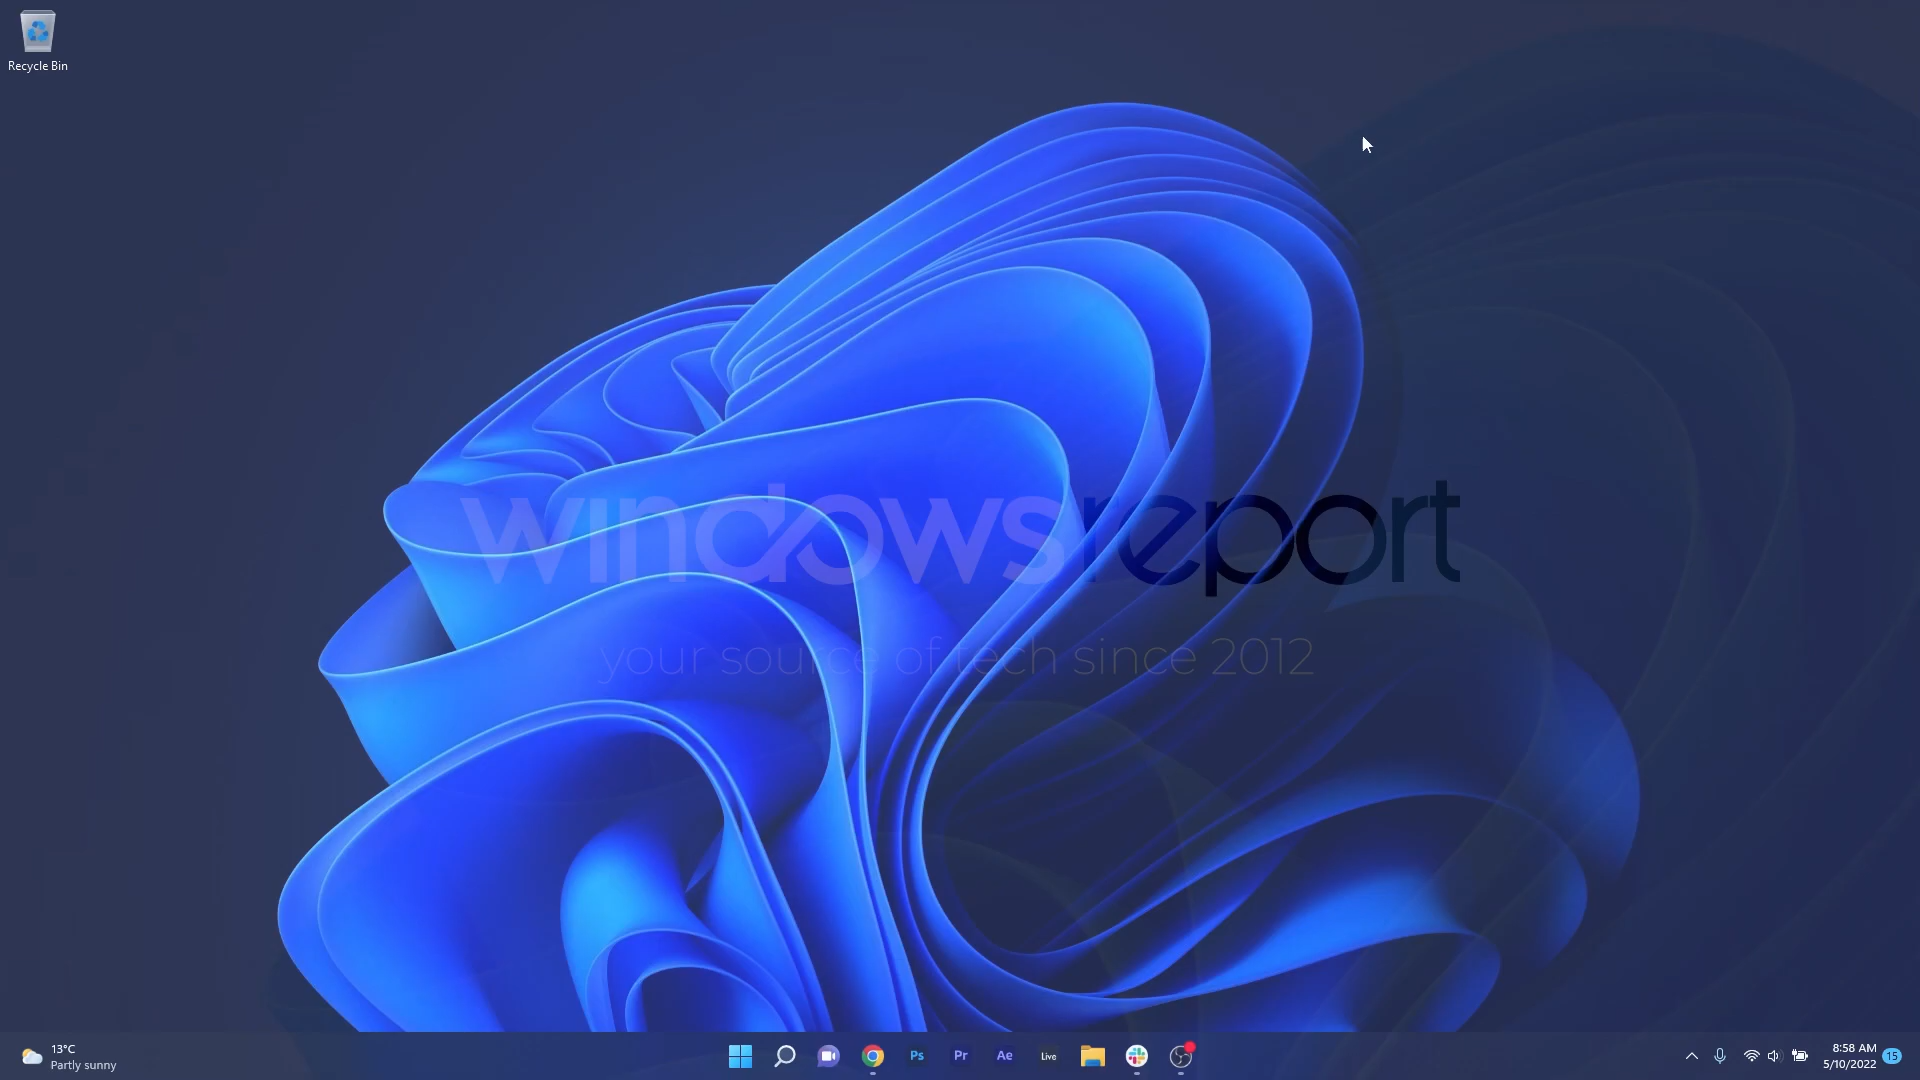 Recycle Bin
windowsreport
your source of tech since 2012
13°C
Partly sunny
Ps
Pr
Ae
Live
8:58 AM
5/10/2022
15